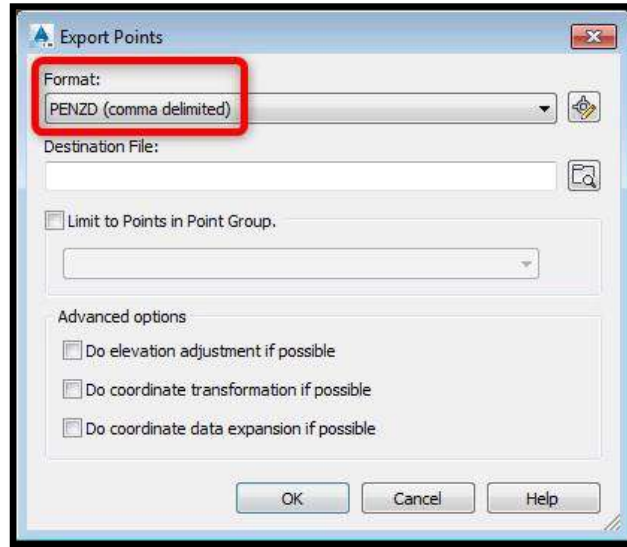 Export Points
Format:
PENZD (comma delimited)
Destination File:
Limit to Points in Point Group.
Advanced options
Do elevation adjustment if possible
Do coordinate transformation if possible
Do coordinate data expansion if possible
OK Cancel Help